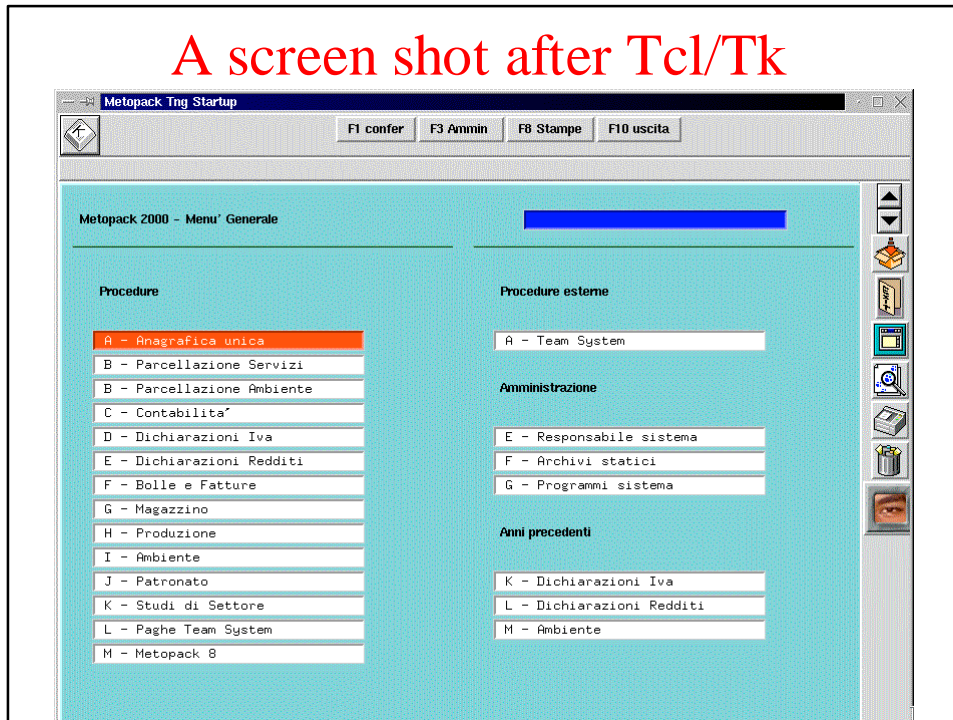 A screen shot after Tcl/Tk
Metopack Tng Startup
F1 confer
F3 Ammin
F8 Stampe
F10 uscita
Metopack 2000 - Menu' Generale
Procedure
A - Anagrafica unica
B - Parcellazione Servizi
B - Parcellazione Ambiente
C - Contabilita´
D - Dichiarazioni Iva
E - Dichiarazioni Redditi
F - Bolle e Fatture
G - Magazzino
H - Produzione
I - Ambiente
J - Patronato
K - Studi di Settore
L - Paghe Team System
M - Metopack 8
Procedure esterne
A - Team System
Amministrazione
E - Responsabile sistema
F - Archivi statici
G - Programmi sistema
Anni precedenti
K - Dichiarazioni Iva
L - Dichiarazioni Redditi
M - Ambiente